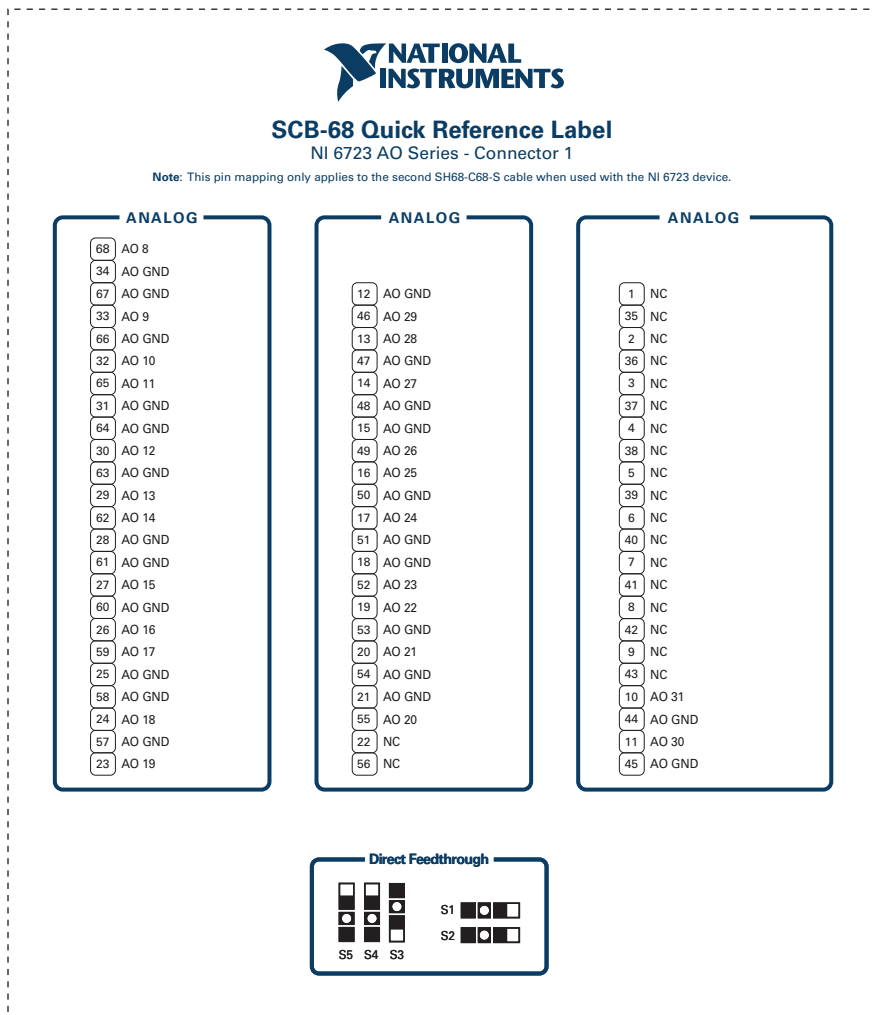 NATIONAL
INSTRUMENTS
SCB-68 Quick Reference Label
NI 6723 AO Series - Connector 1
Note: This pin mapping only applies to the second SH68-C68-S cable when used with the NI 6723 device.
ANALOG
68 AO 8
34 AO GND
67 AO GND
33 AO 9
66 AO GND
32 AO 10
65 AO 11
31 AO GND
64 AO GND
30 AO 12
63 AO GND
29 AO 13
62 AO 14
28 AO GND
61 AO GND
27 AO 15
60 AO GND
26 AO 16
59 AO 17
25 AO GND
58 AO GND
24 AO 18
57 AO GND
23 AO 19
ANALOG
12 AO GND
46 AO 29
13 AO 28
47 AO GND
14 AO 27
48 AO GND
15 AO GND
49 AO 26
16 AO 25
50 AO GND
17 AO 24
51 AO GND
18 AO GND
52 AO 23
19 AO 22
53 AO GND
20 AO 21
54 AO GND
21 AO GND
55 AO 20
22 NC
56 NC
ANALOG
1 NC
35 NC
2 NC
36 NC
3 NC
37 NC
4 NC
38 NC
5 NC
39 NC
6 NC
40 NC
7 NC
41 NC
8 NC
42 NC
9 NC
43 NC
10 AO 31
44 AO GND
11 AO 30
45 AO GND
Direct Feedthrough
S1
S2
S5 S4 S3